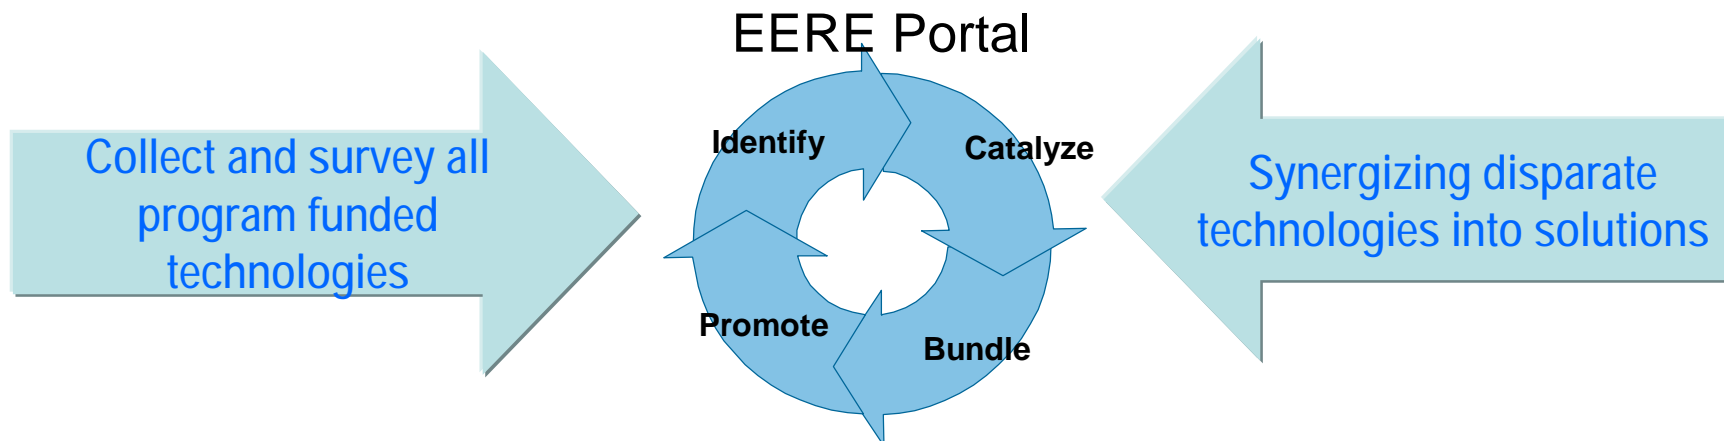 EERE Portal
Collect and survey all
program funded
technologies
Identify
Catalyze
Promote
Bundle
Synergizing disparate
technologies into solutions